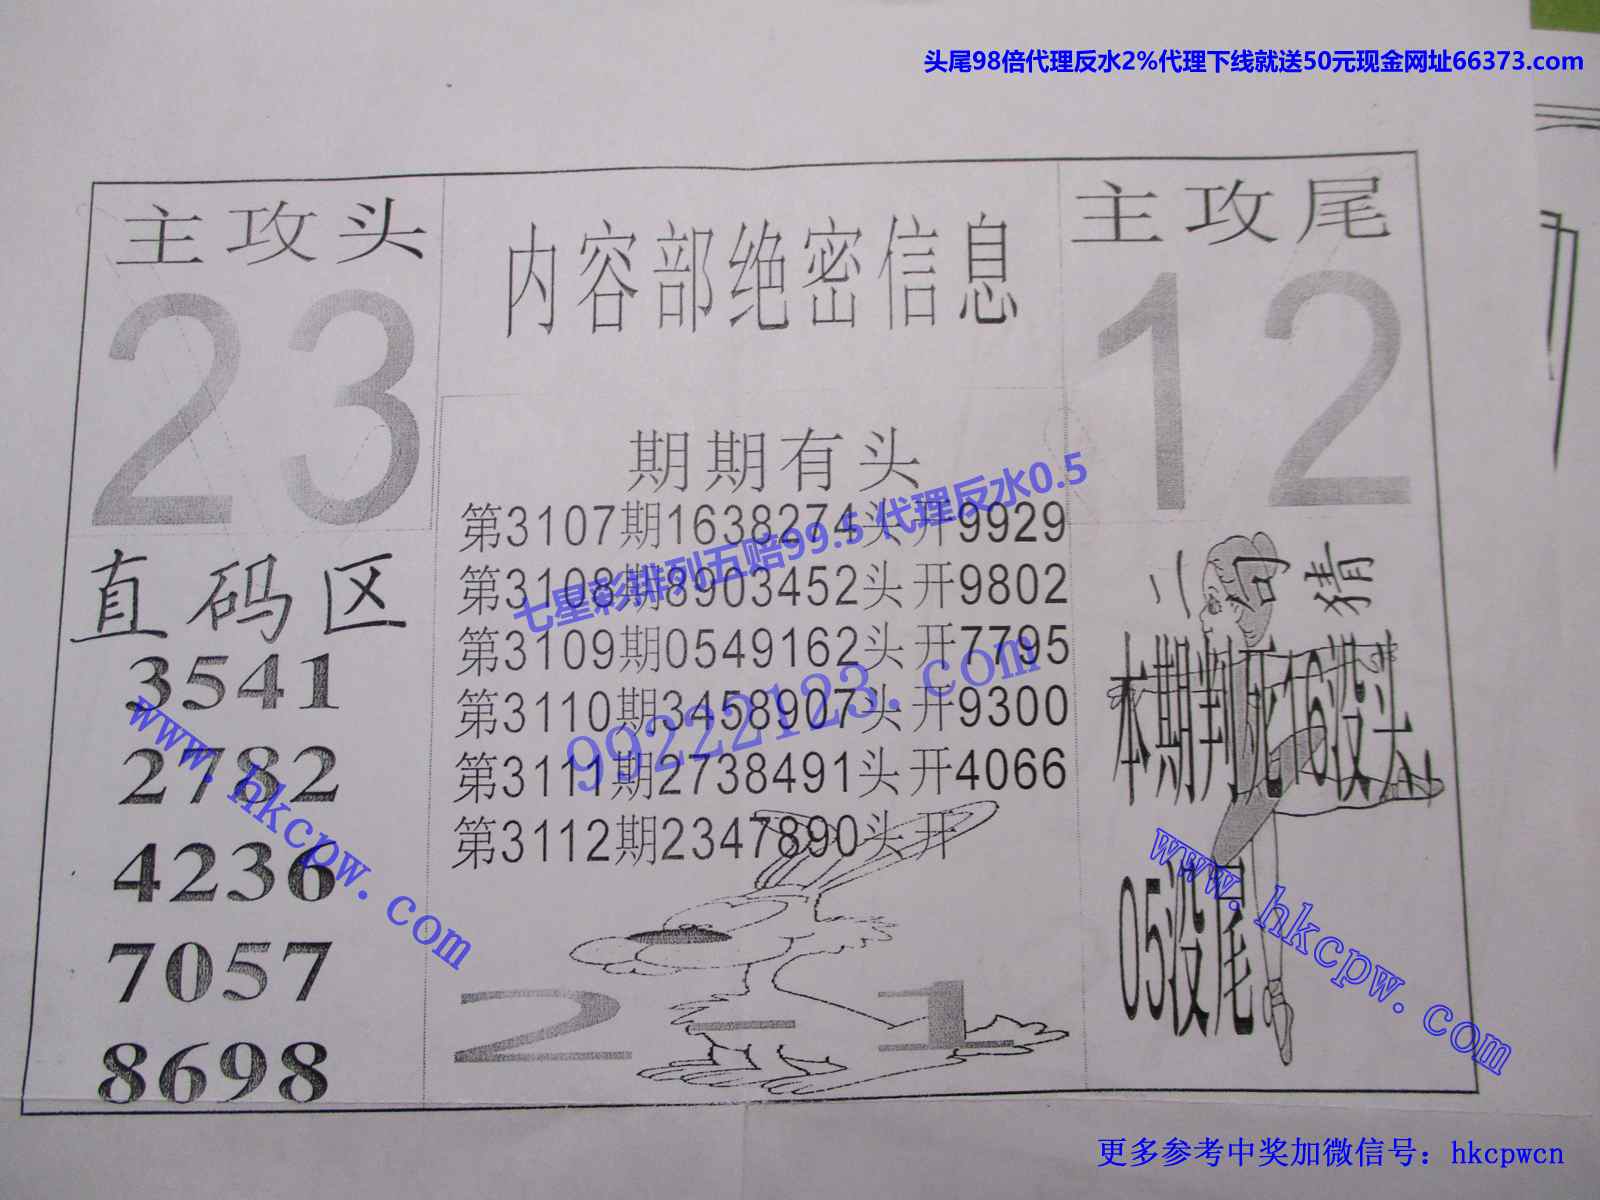 头尾98倍代理反水2%代理下线就送50元现金网址66373.com
主攻头
23
内容部绝密信息
主攻尾
12
期期有头
第3107期1638274头开9929
第3108期8903452头开9802
第3109期0549162头开7795
第3110期3458907头开9300
第3111期2738491头开4066
第3112期2347890头开
2-1
七星彩排列五赔99.5 代理反水0.5
99222123.com
直码区
3541
2782
4236
7057
8698
www.hkcpw.com
二句猜
本期判死16没头
05没尾
www.hkcpw.com
更多参考中奖加微信号：hkcpwcn